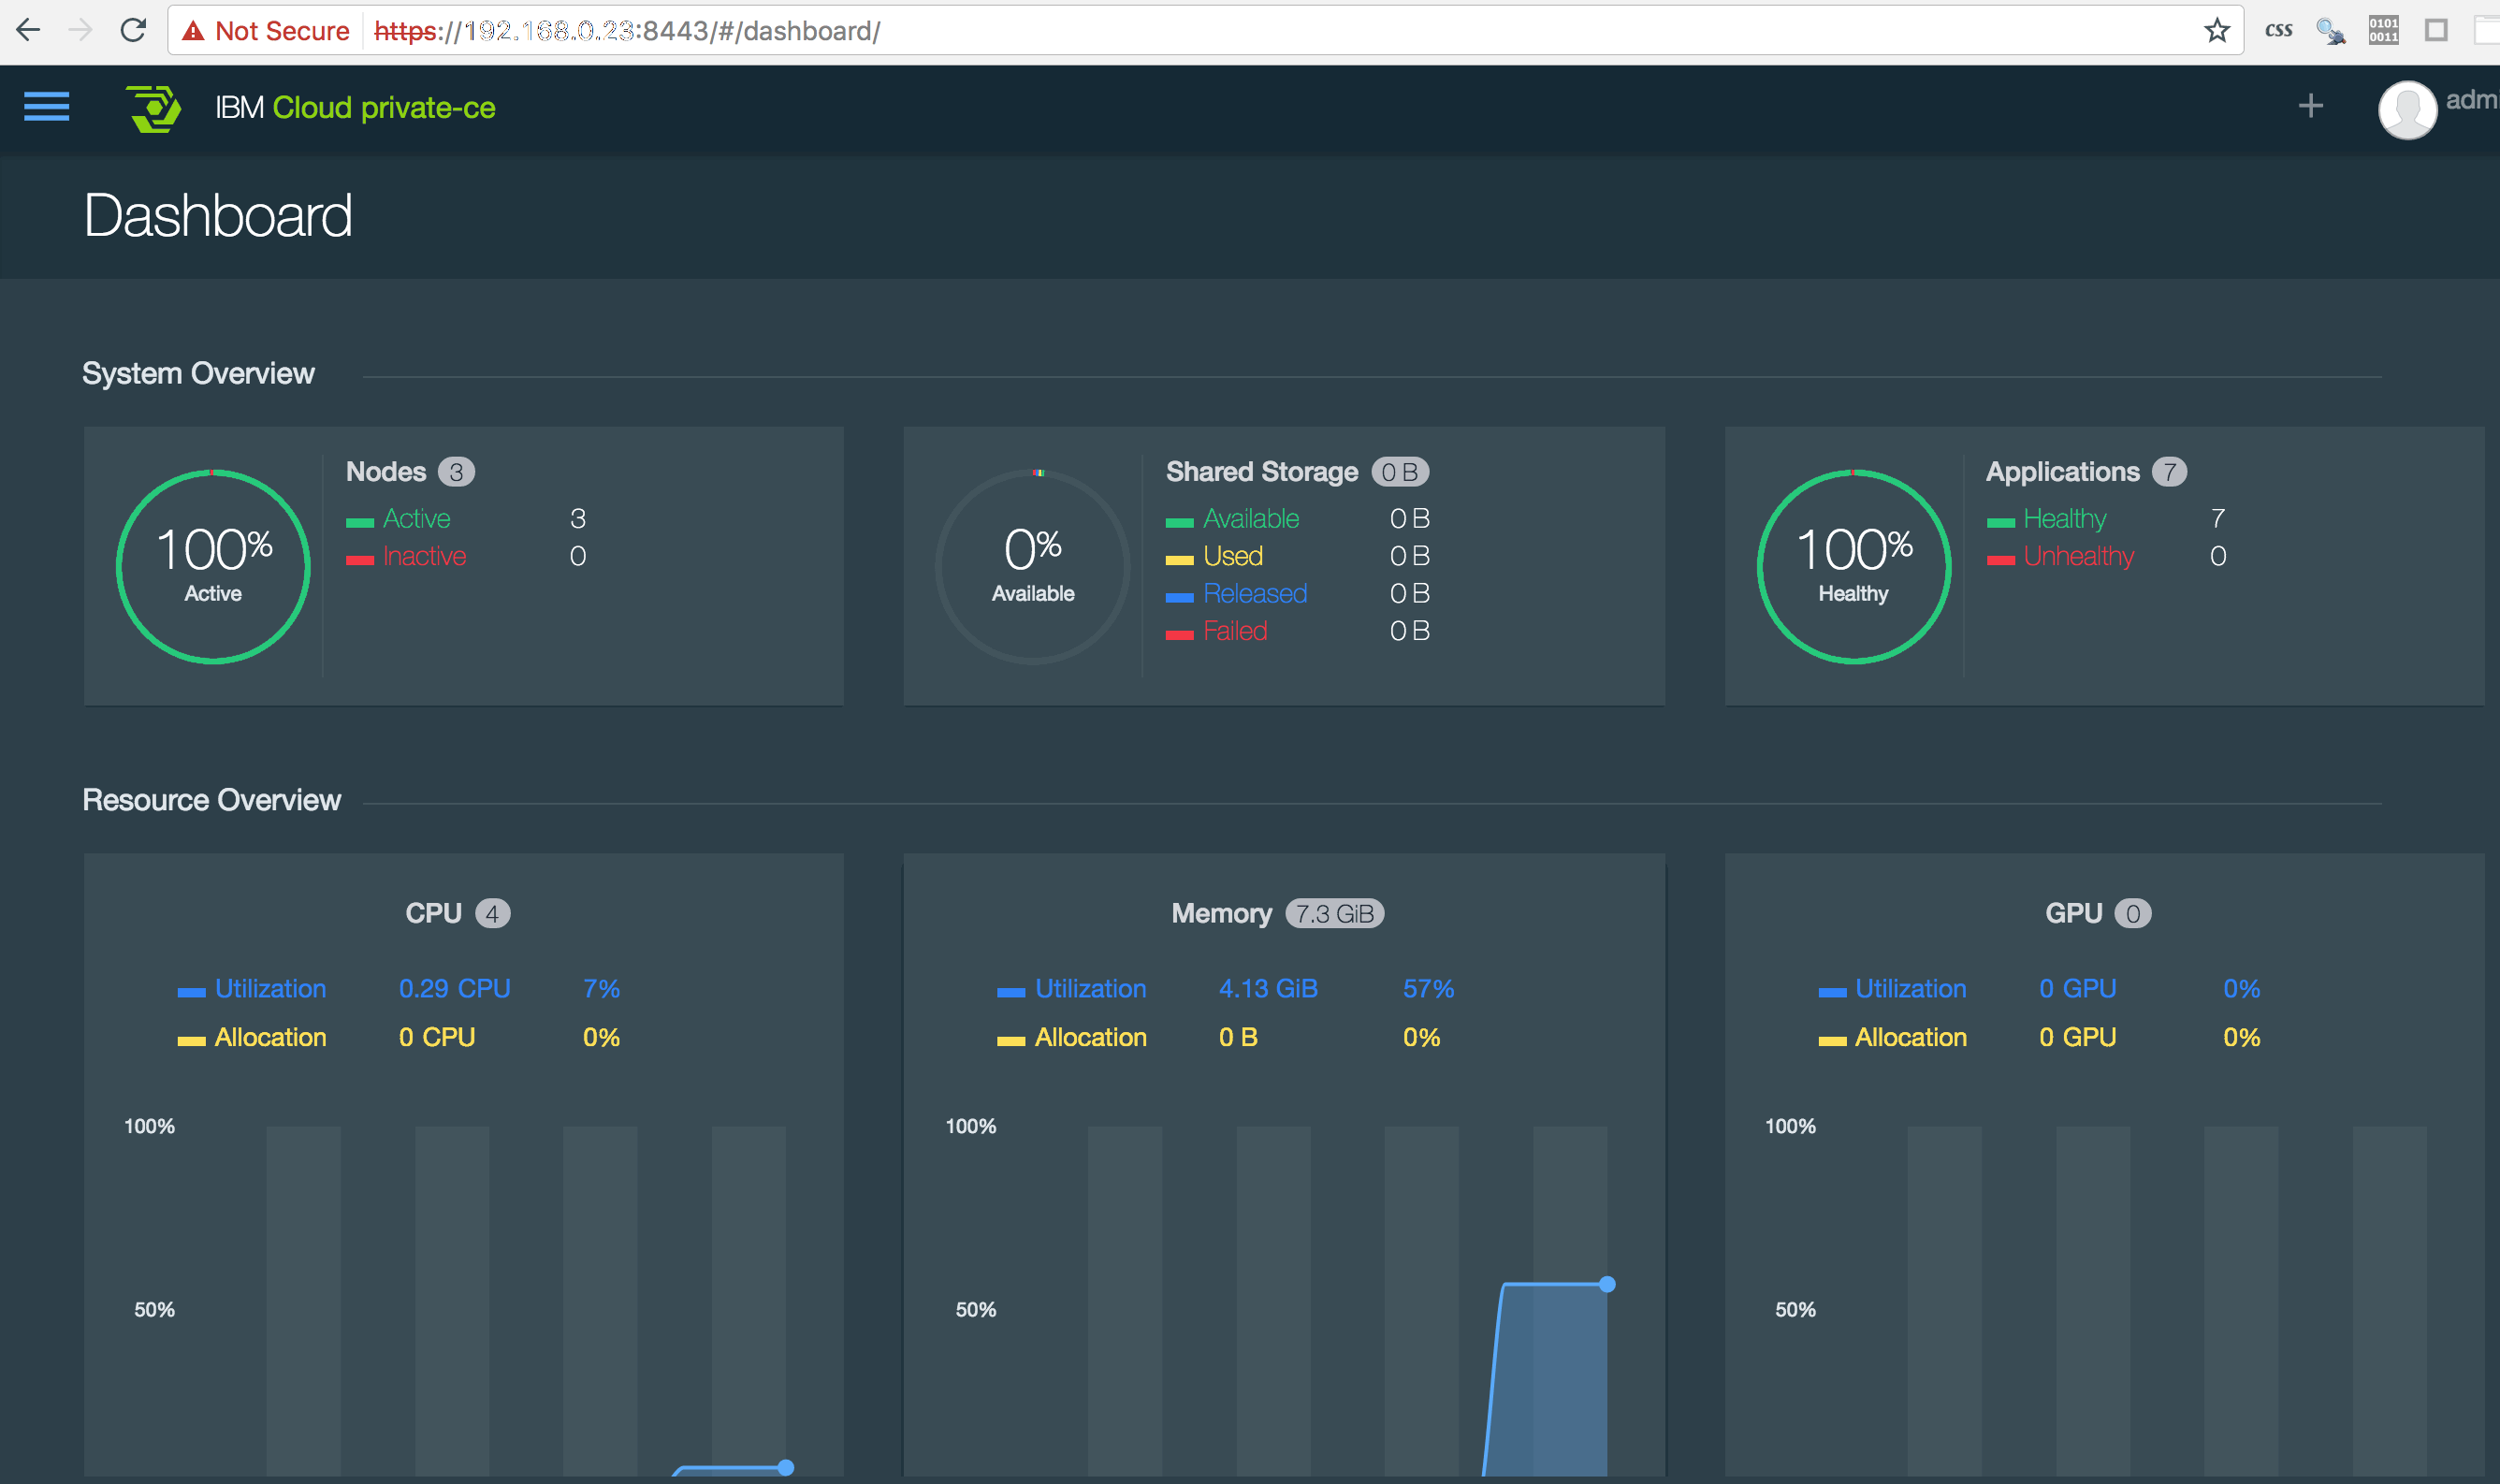 Not Secure https://192.168.0.23:8443/#/dashboard/ css 0101 0011
IBM Cloud private-ce + adm
Dashboard
System Overview
100% Active
Nodes 3
Active 3
Inactive 0
0% Available
Shared Storage 0 B
Available 0 B
Used 0 B
Released 0 B
Failed 0 B
100% Healthy
Applications 7
Healthy 7
Unhealthy 0
Resource Overview
CPU 4
Utilization 0.29 CPU 7%
Allocation 0 CPU 0%
100%
50%
Memory 7.3 GiB
Utilization 4.13 GiB 57%
Allocation 0 B 0%
100%
50%
GPU 0
Utilization 0 GPU 0%
Allocation 0 GPU 0%
100%
50%